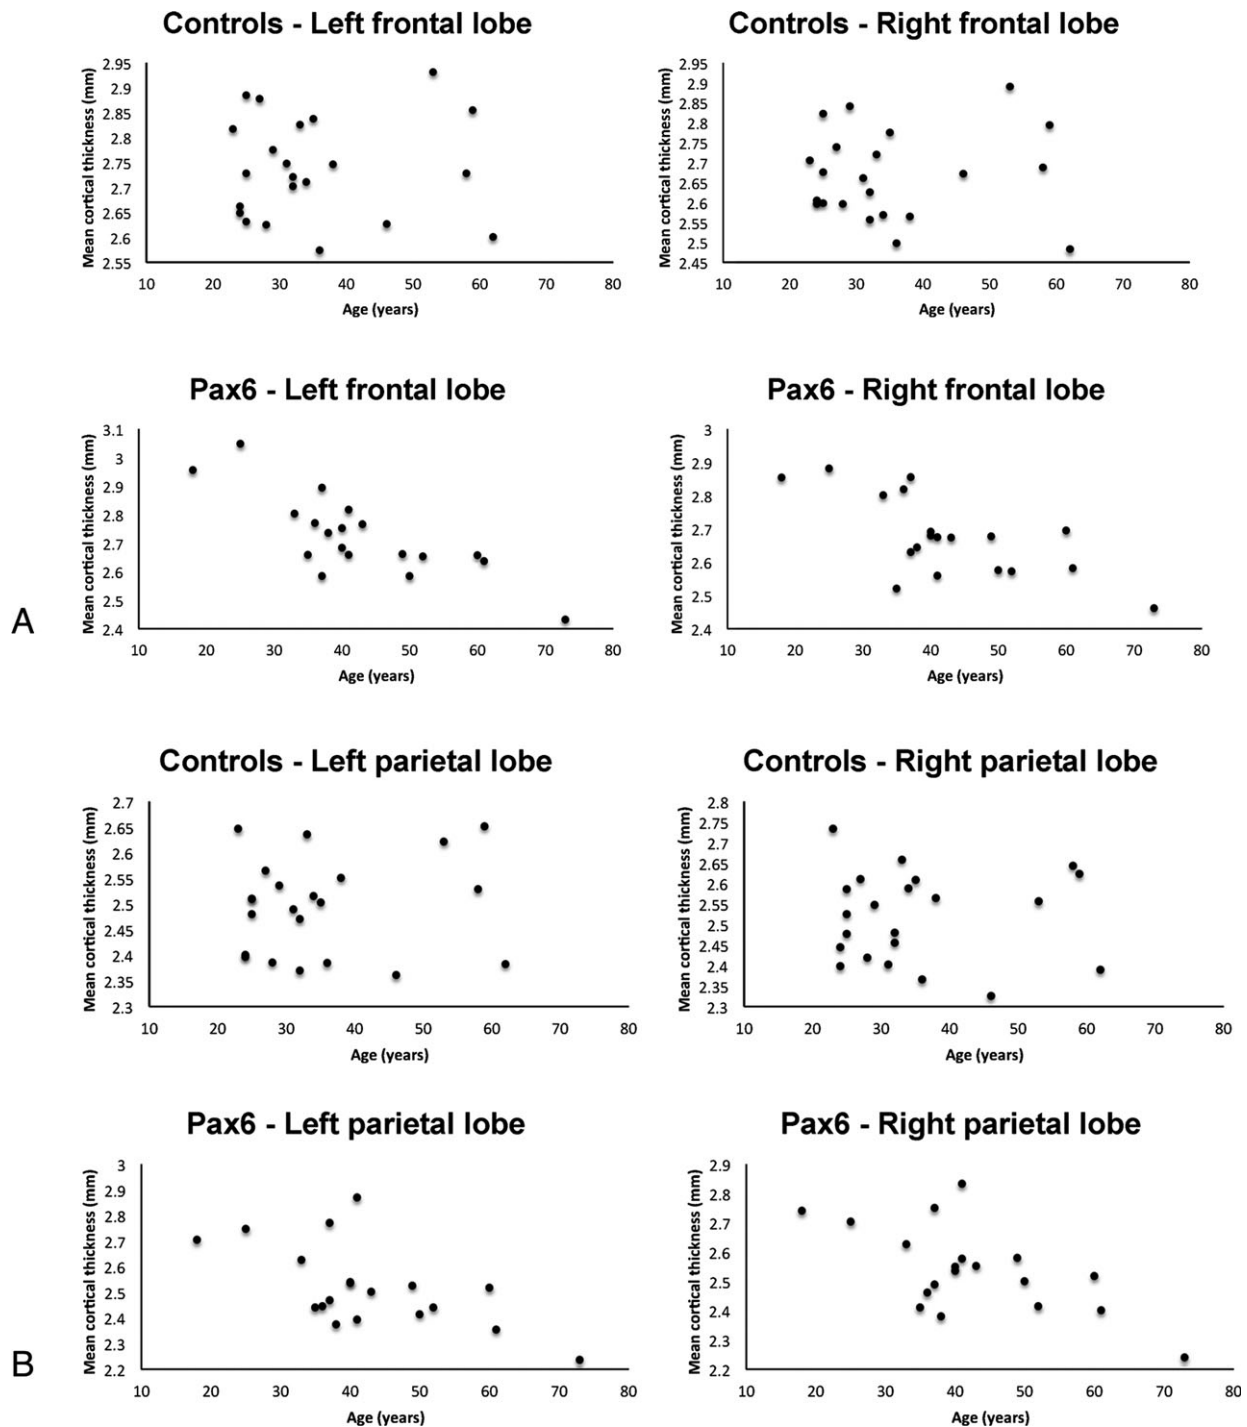 Controls - Left frontal lobe
Mean cortical thickness (mm)
2.95
2.9
2.85
2.8
2.75
2.7
2.65
2.6
2.55
10 20 30 40 50 60 70 80
Age (years)
Controls - Right frontal lobe
Mean cortical thickness (mm)
2.95
2.9
2.85
2.8
2.75
2.7
2.65
2.6
2.55
2.5
2.45
10 20 30 40 50 60 70 80
Age (years)
Pax6 - Left frontal lobe
Mean cortical thickness (mm)
3.1
3
2.9
2.8
2.7
2.6
2.5
2.4
10 20 30 40 50 60 70 80
Age (years)
Pax6 - Right frontal lobe
Mean cortical thickness (mm)
3
2.9
2.8
2.7
2.6
2.5
2.4
10 20 30 40 50 60 70 80
Age (years)
A
Controls - Left parietal lobe
Mean cortical thickness (mm)
2.7
2.65
2.6
2.55
2.5
2.45
2.4
2.35
2.3
10 20 30 40 50 60 70 80
Age (years)
Controls - Right parietal lobe
Mean cortical thickness (mm)
2.8
2.75
2.7
2.65
2.6
2.55
2.5
2.45
2.4
2.35
2.3
10 20 30 40 50 60 70 80
Age (years)
Pax6 - Left parietal lobe
Mean cortical thickness (mm)
3
2.9
2.8
2.7
2.6
2.5
2.4
2.3
2.2
10 20 30 40 50 60 70 80
Age (years)
Pax6 - Right parietal lobe
Mean cortical thickness (mm)
2.9
2.8
2.7
2.6
2.5
2.4
2.3
2.2
10 20 30 40 50 60 70 80
Age (years)
B